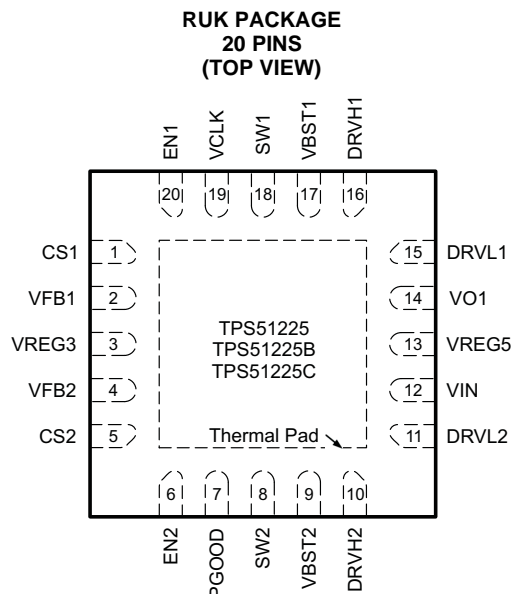 RUK PACKAGE
20 PINS
(TOP VIEW)
EN1
VCLK
SW1
VBST1
DRVH1
20
19
18
17
16
CS1
1
15
DRVL1
VFB1
2
14
VO1
VREG3
3
13
VREG5
VFB2
4
12
VIN
CS2
5
11
DRVL2
TPS51225
TPS51225B
TPS51225C
Thermal Pad
6
7
8
9
10
EN2
PGOOD
SW2
VBST2
DRVH2